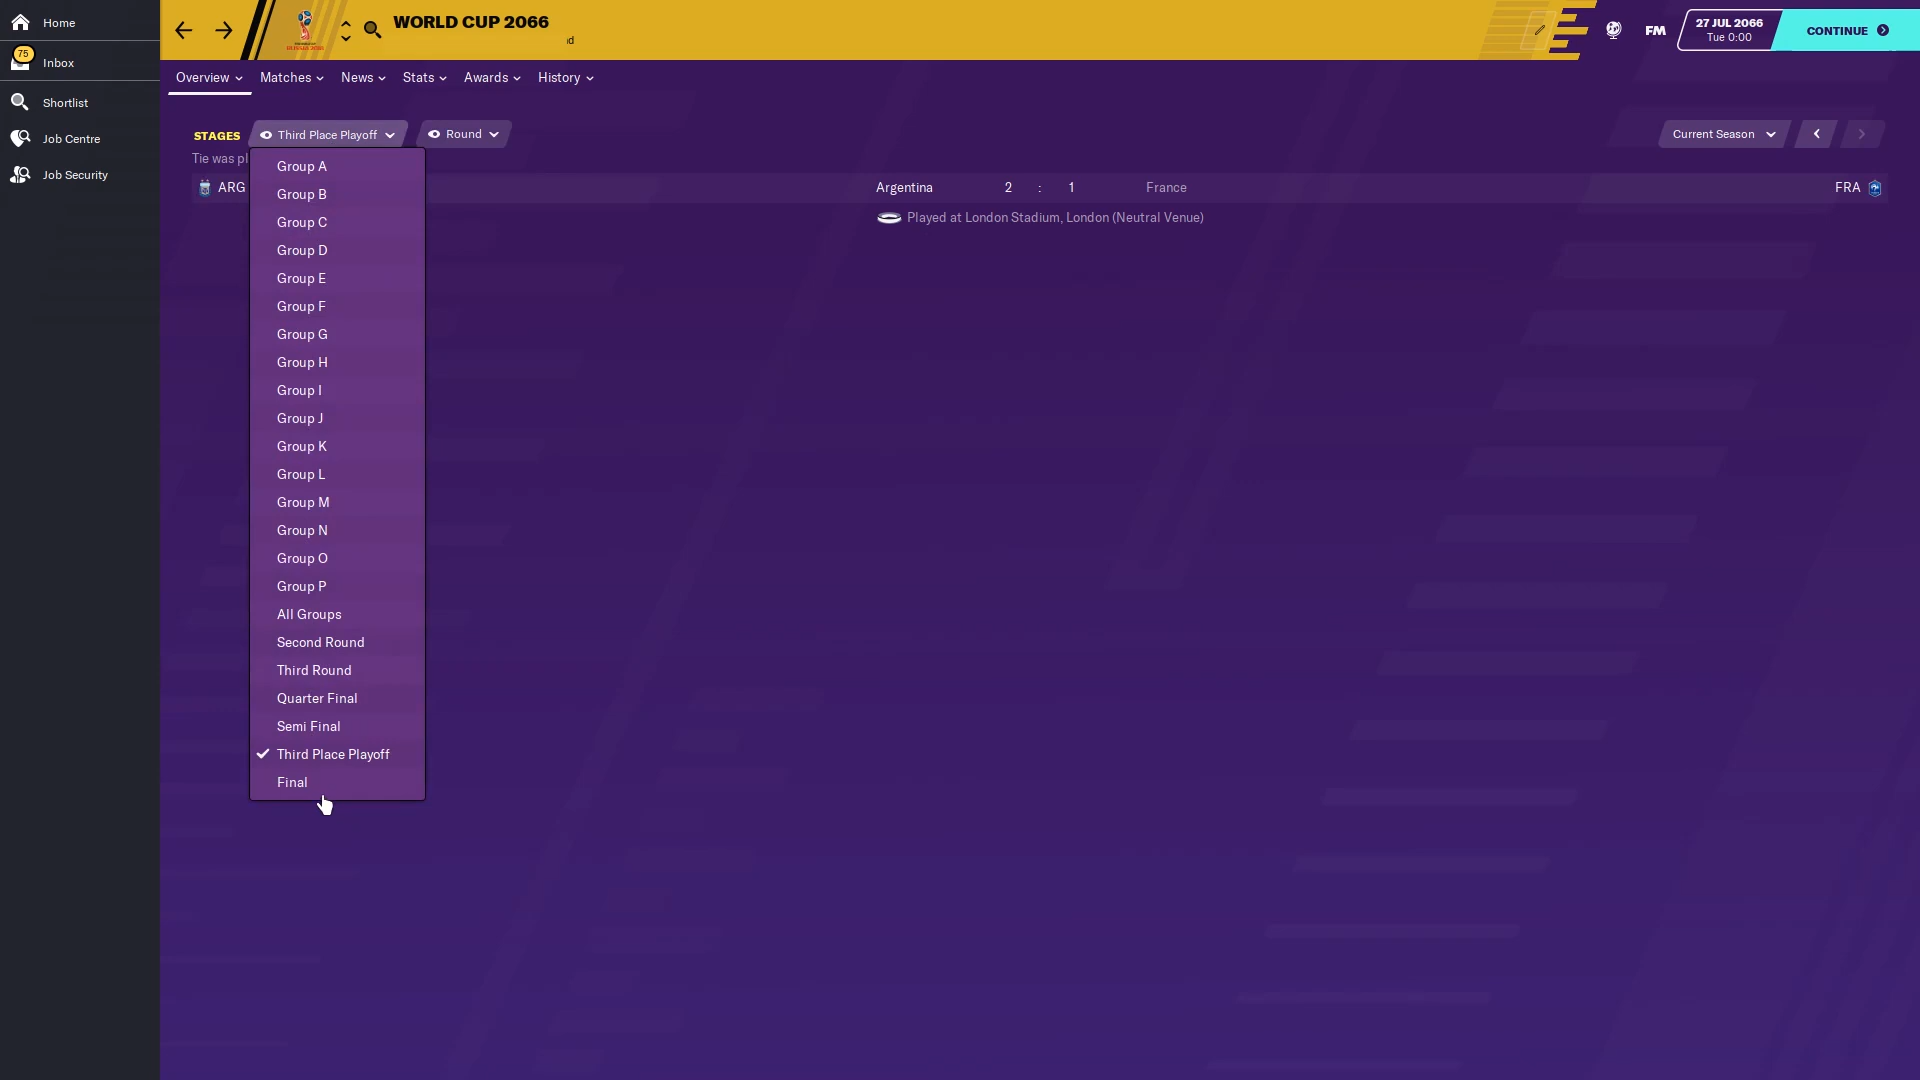 Home
75
Inbox
Shortlist
Job Centre
Job Security
WORLD CUP 2066
nd
FM
27 JUL 2066
Tue 0:00
CONTINUE
Overview
Matches
News
Stats
Awards
History
STAGES
Third Place Playoff
Round
Current Season
Tie was pl
ARG
Argentina 2 : 1 France
FRA
Played at London Stadium, London (Neutral Venue)
Group A
Group B
Group C
Group D
Group E
Group F
Group G
Group H
Group I
Group J
Group K
Group L
Group M
Group N
Group O
Group P
All Groups
Second Round
Third Round
Quarter Final
Semi Final
Third Place Playoff
Final